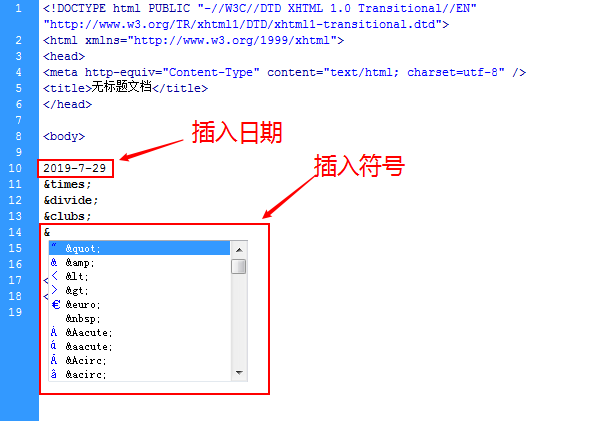 1 <!DOCTYPE html PUBLIC "-//W3C//DTD XHTML 1.0 Transitional//EN"
"http://www.w3.org/TR/xhtml1/DTD/xhtml1-transitional.dtd">
2 <html xmlns="http://www.w3.org/1999/xhtml">
3 <head>
4 <meta http-equiv="Content-Type" content="text/html; charset=utf-8" />
5 <title>无标题文档</title>
6 </head>
7
8 <body>
插入日期
9
10 2019-7-29
插入符号
11 &times;
12 &divide;
13 &clubs;
14 &
15 " &quot;
16 & &amp;
< &lt;
17 < > &gt;
18 < € &euro;
19 &nbsp;
Á &Aacute;
á &aacute;
Â &Acirc;
â &acirc;